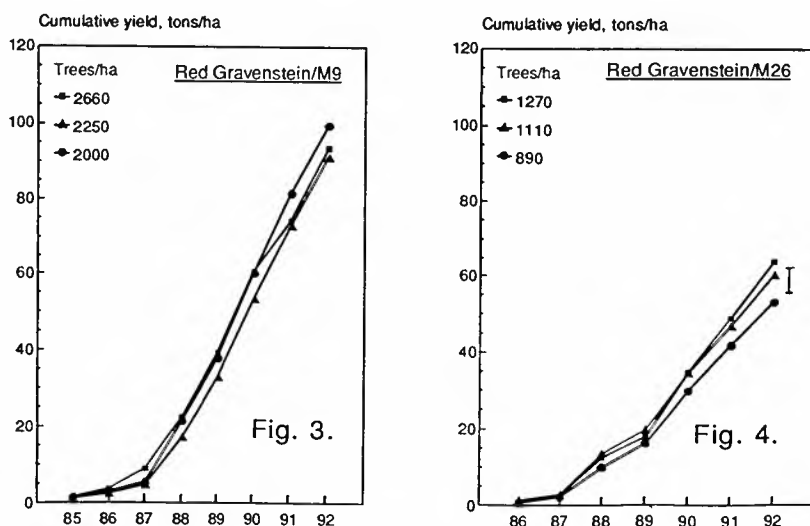 Cumulative yield, tons/ha
120
100
80
60
40
20
0
Trees/ha
2660
2250
2000
Red Gravenstein/M9
Fig. 3.
85 86 87 88 89 90 91 92
Cumulative yield, tons/ha
120
100
80
60
40
20
0
Trees/ha
1270
1110
890
Red Gravenstein/M26
Fig. 4.
86 87 88 89 90 91 92